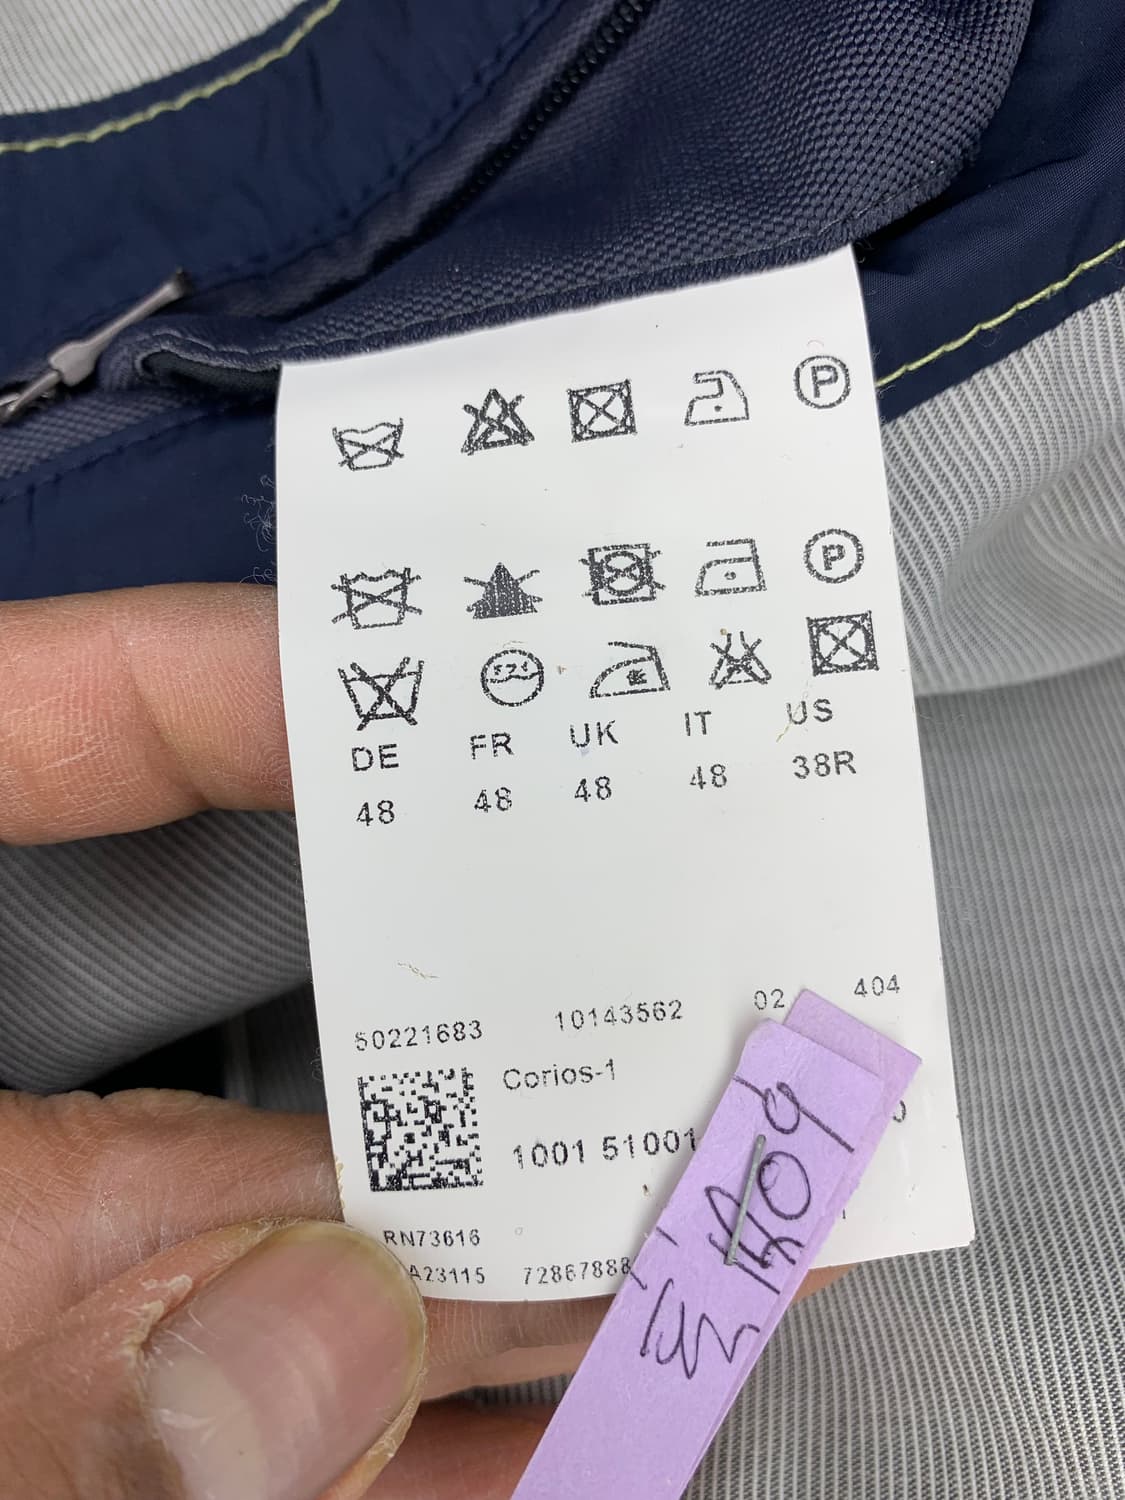 P
P
DE FR UK IT US
48 48 48 48 38R
50221683 10143562 02 404
Corios-1
1001 51001
RN73616
A23115 72867888